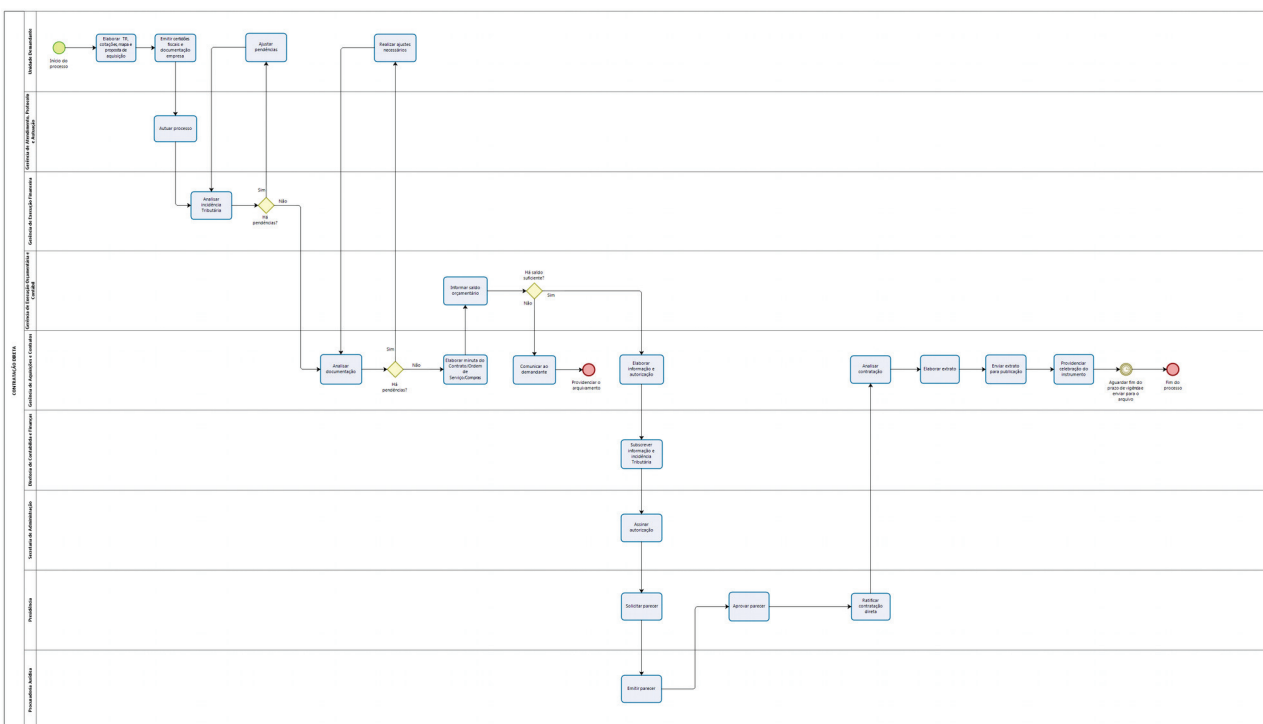 CONTRATAÇÃO DIRETA
Unidade Demandante
Início do
processo
Elaborar TR,
cotações, mapa e
proposta de
aquisição
Emitir certidões
fiscais e
documentação
empresa
Ajustar
pendências
Realizar ajustes
necessários
Gerência de Atendimento, Protocolo
e Autuação
Autuar processo
Gerência de Execução Financeira
Analisar
Incidência
Tributária
Sim
Não
Há
pendências?
Gerência de Execução Orçamentária e
Contábil
Informar saldo
orçamentário
Há saldo
suficiente?
Não
Sim
Gerência de Aquisições e Contratos
Analisar
documentação
Sim
Não
Há
pendências?
Elaborar minuta do
Contrato/Ordem
de
Serviço/Compras
Comunicar ao
demandante
Providenciar o
arquivamento
Elaborar
informação e
autorização
Analisar
contratação
Elaborar extrato
Enviar extrato
para publicação
Providenciar
celebração do
instrumento
Aguardar fim do
prazo de vigência e
enviar para o
arquivo
Fim do
processo
Diretoria de Contabilidade e Finanças
Subscrever
informação e
incidência
Tributária
Secretaria de Administração
Assinar
autorização
Presidência
Solicitar parecer
Aprovar parecer
Ratificar
contratação
direta
Procuradoria Jurídica
Emitir parecer